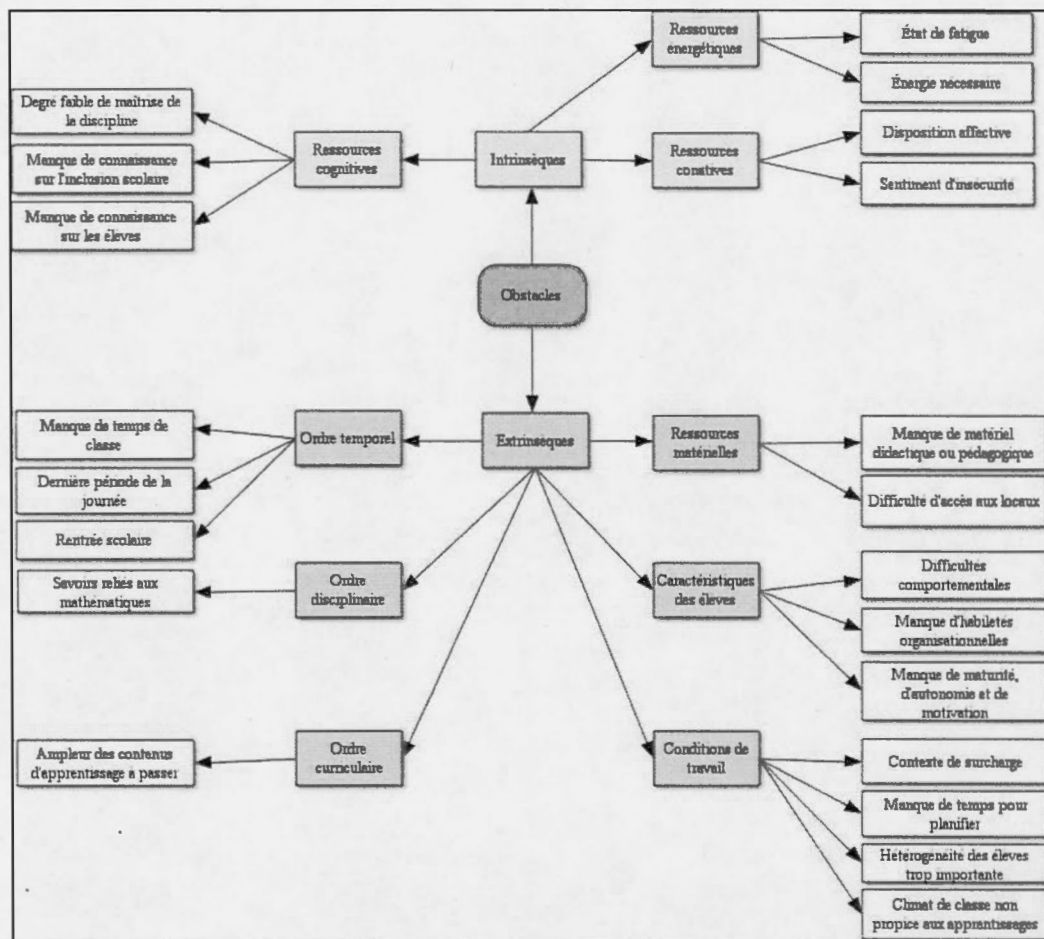 Ressources
énergétiques
État de fatigue
Énergie nécessaire
Degré faible de maîtrise de
la discipline
Manque de connaissance
sur l'inclusion scolaire
Manque de connaissance
sur les élèves
Ressources
cognitives
Intrinsèques
Ressources
conatives
Disposition affective
Sentiment d'insécurité
Obstacles
Manque de temps de
classe
Dernière période de la
journée
Rentrée scolaire
Ordre temporel
Extrinsèques
Ressources
matérielles
Manque de matériel
didactique ou pédagogique
Difficulté d'accès aux locaux
Savoirs reliés aux
mathématiques
Ordre
disciplinaire
Caractéristiques
des élèves
Difficultés
comportementales
Manque d'habiletés
organisationnelles
Manque de maturité,
d'autonomie et de
motivation
Ampleur des contenus
d'apprentissage à passer
Ordre
curriculaire
Conditions de
travail
Contexte de surcharge
Manque de temps pour
planifier
Hétérogénéité des élèves
trop importante
Climat de classe non
propice aux apprentissages